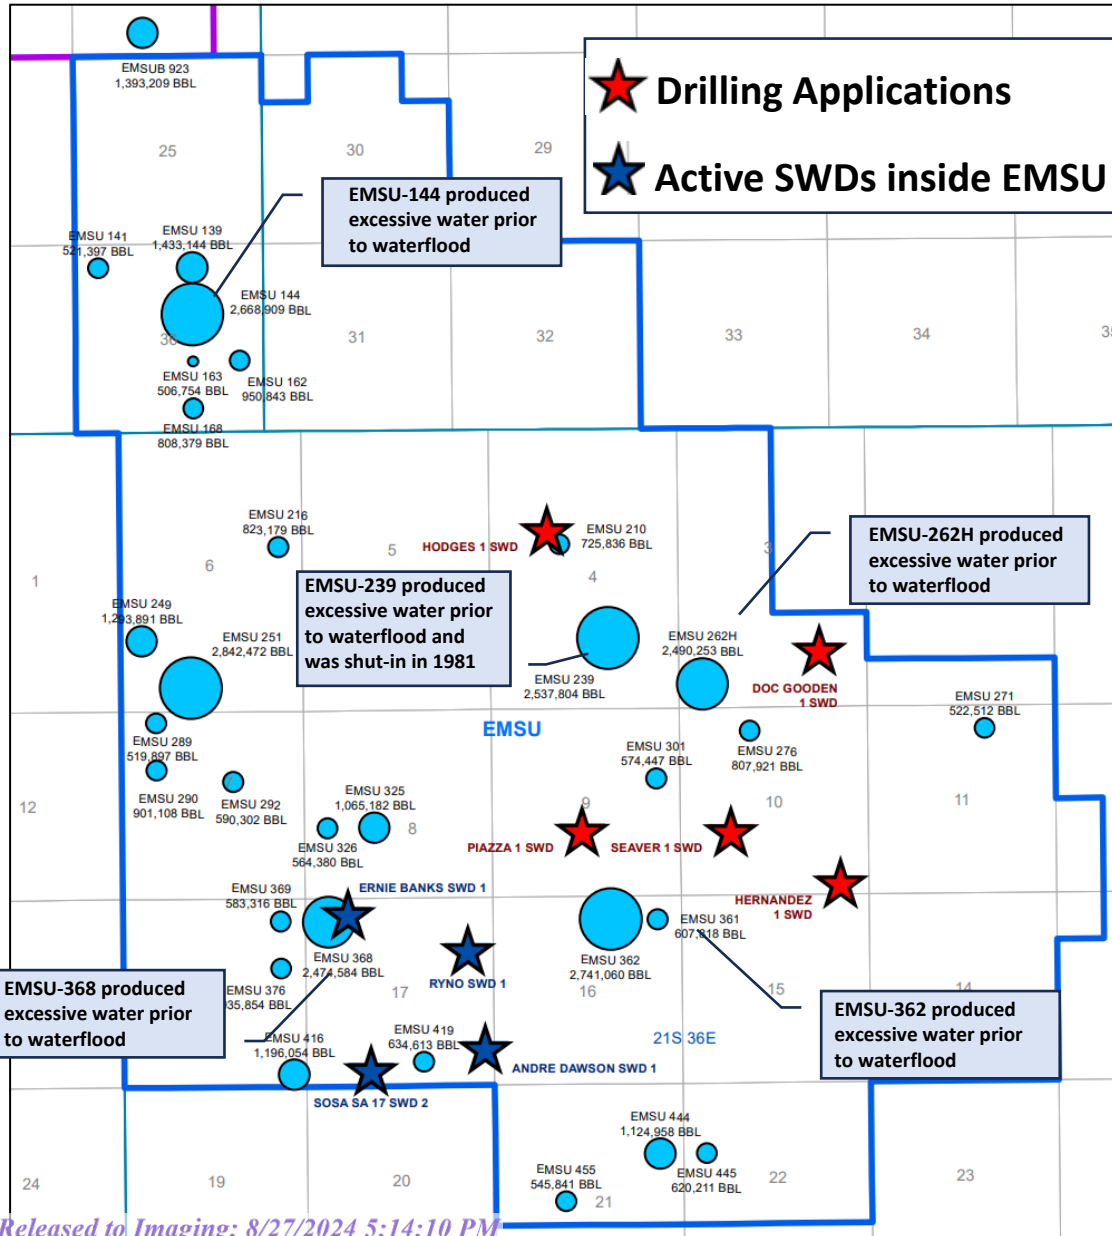 EMSUB 923
1,393,209 BBL
Drilling Applications
Active SWDs inside EMSU
25
30
29
EMSU-144 produced
excessive water prior
to waterflood
EMSU 141
521,397 BBL
EMSU 139
1,433,144 BBL
EMSU 144
2,668,909 BBL
36
31
32
33
34
35
EMSU 163
506,754 BBL
EMSU 162
950,843 BBL
EMSU 168
808,379 BBL
EMSU 216
823,179 BBL
HODGES 1 SWD
EMSU 210
725,836 BBL
1
6
5
4
3
EMSU-262H produced
excessive water prior
to waterflood
EMSU-239 produced
excessive water prior
to waterflood and
was shut-in in 1981
EMSU 249
1,293,891 BBL
EMSU 251
2,842,472 BBL
EMSU 262H
2,490,253 BBL
EMSU 239
2,537,804 BBL
DOC GOODEN
1 SWD
EMSU 271
522,512 BBL
EMSU
EMSU 289
519,897 BBL
EMSU 301
574,447 BBL
EMSU 276
807,921 BBL
EMSU 290
901,108 BBL
EMSU 292
590,302 BBL
EMSU 325
1,065,182 BBL
12
8
9
10
11
EMSU 326
564,380 BBL
PIAZZA 1 SWD
SEAVER 1 SWD
ERNIE BANKS SWD 1
HERNANDEZ
1 SWD
EMSU 369
583,316 BBL
EMSU 361
607,818 BBL
EMSU 368
2,474,584 BBL
EMSU 362
2,741,060 BBL
RYNO SWD 1
EMSU-368 produced
excessive water prior
to waterflood
EMSU 376
935,854 BBL
17
16
15
14
EMSU-362 produced
excessive water prior
to waterflood
EMSU 416
1,196,054 BBL
EMSU 419
634,613 BBL
21S 36E
ANDRE DAWSON SWD 1
SOSA SA 17 SWD 2
EMSU 444
1,124,958 BBL
EMSU 455
545,841 BBL
EMSU 445
620,211 BBL
24
19
20
21
22
23
Released to Imaging: 8/27/2024 5:14:10 PM